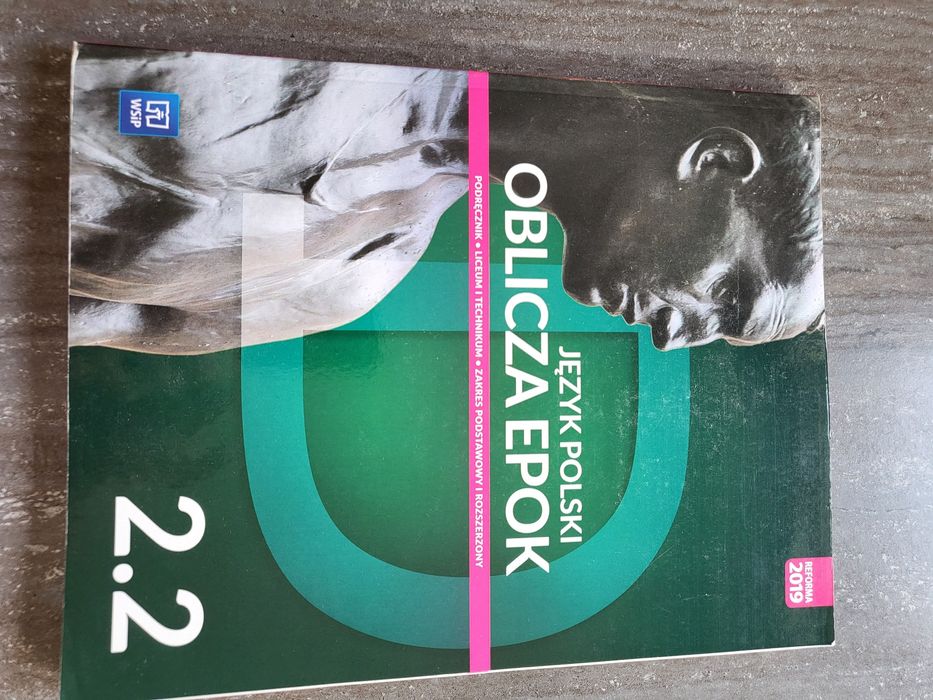 REFORMA
2019
JĘZYK POLSKI
OBLICZA EPOK
PODRĘCZNIK • LICEUM I TECHNIKUM • ZAKRES PODSTAWOWY I ROZSZERZONY
WSiP
2.2